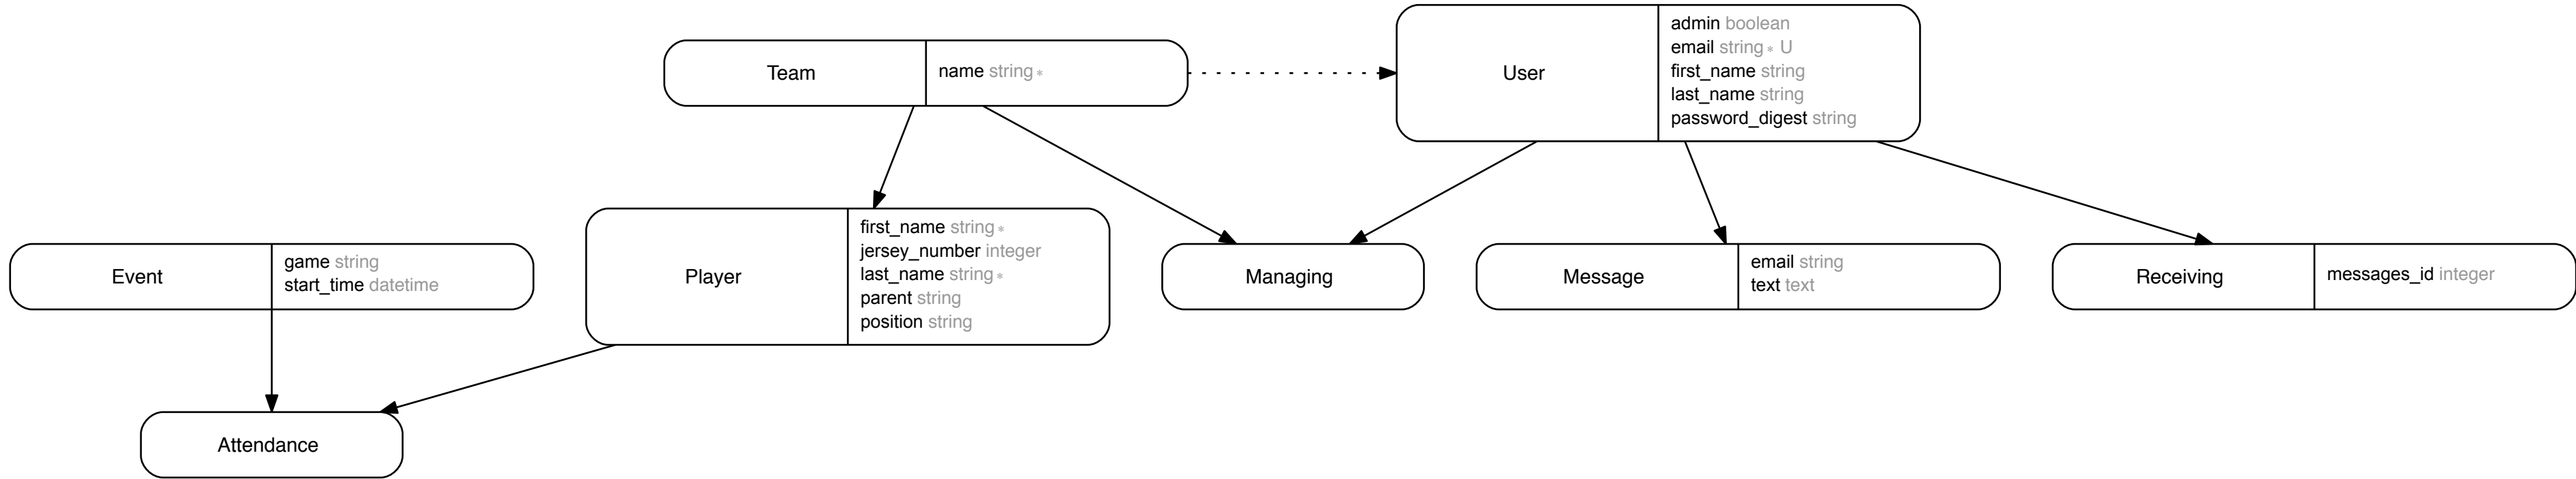 Team
name string ∗
User
admin boolean
email string ∗ U
first_name string
last_name string
password_digest string
Event
game string
start_time datetime
Player
first_name string ∗
jersey_number integer
last_name string ∗
parent string
position string
Managing
Message
email string
text text
Receiving
messages_id integer
Attendance